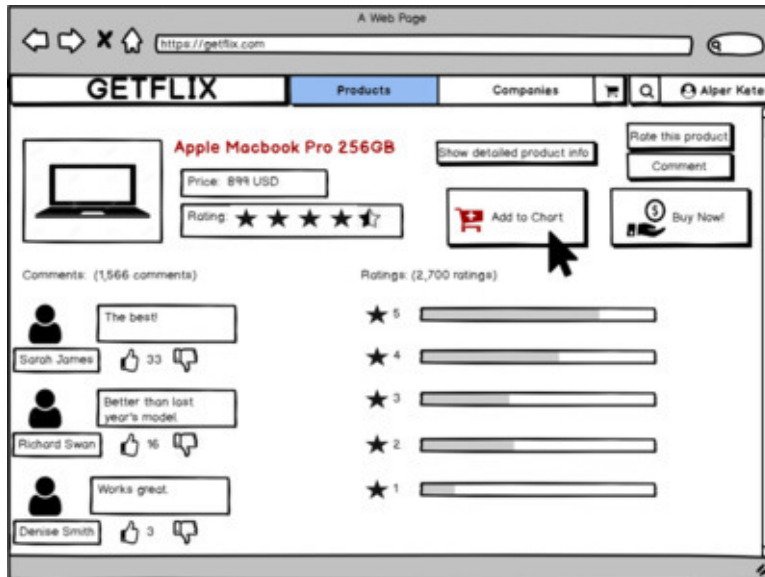 A Web Page
https://getflix.com
GETFLIX
Products
Companies
Alper Kete
Apple Macbook Pro 256GB
Price: 899 USD
Rating:
Show detailed product info
Rate this product
Comment
Add to Chart
Buy Now!
Comments: (1,566 comments)
The best!
Sarah James
33
Better than last
year's model.
Richard Swan
16
Works great.
Denise Smith
3
Ratings: (2,700 ratings)
5
4
3
2
1